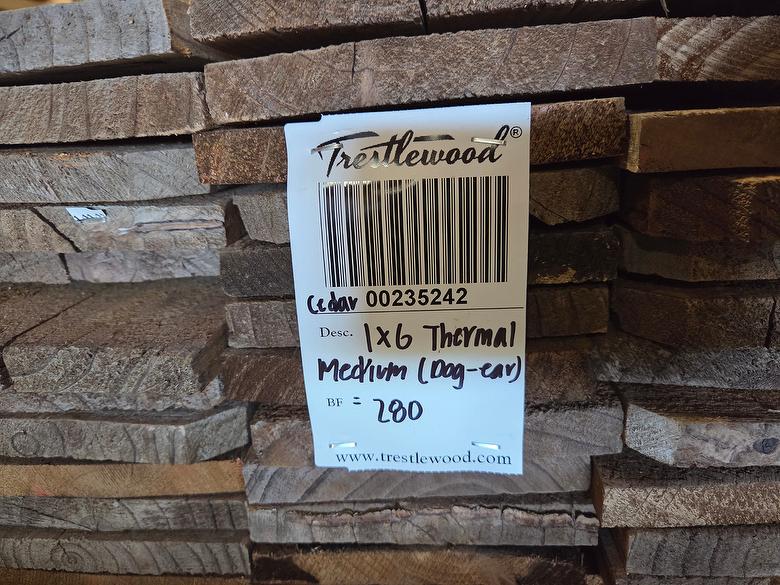 Trestlewood®
Cedar 00235242
Desc. 1x6 Thermal
Medium (Dog-ear)
BF = 280
www.trestlewood.com